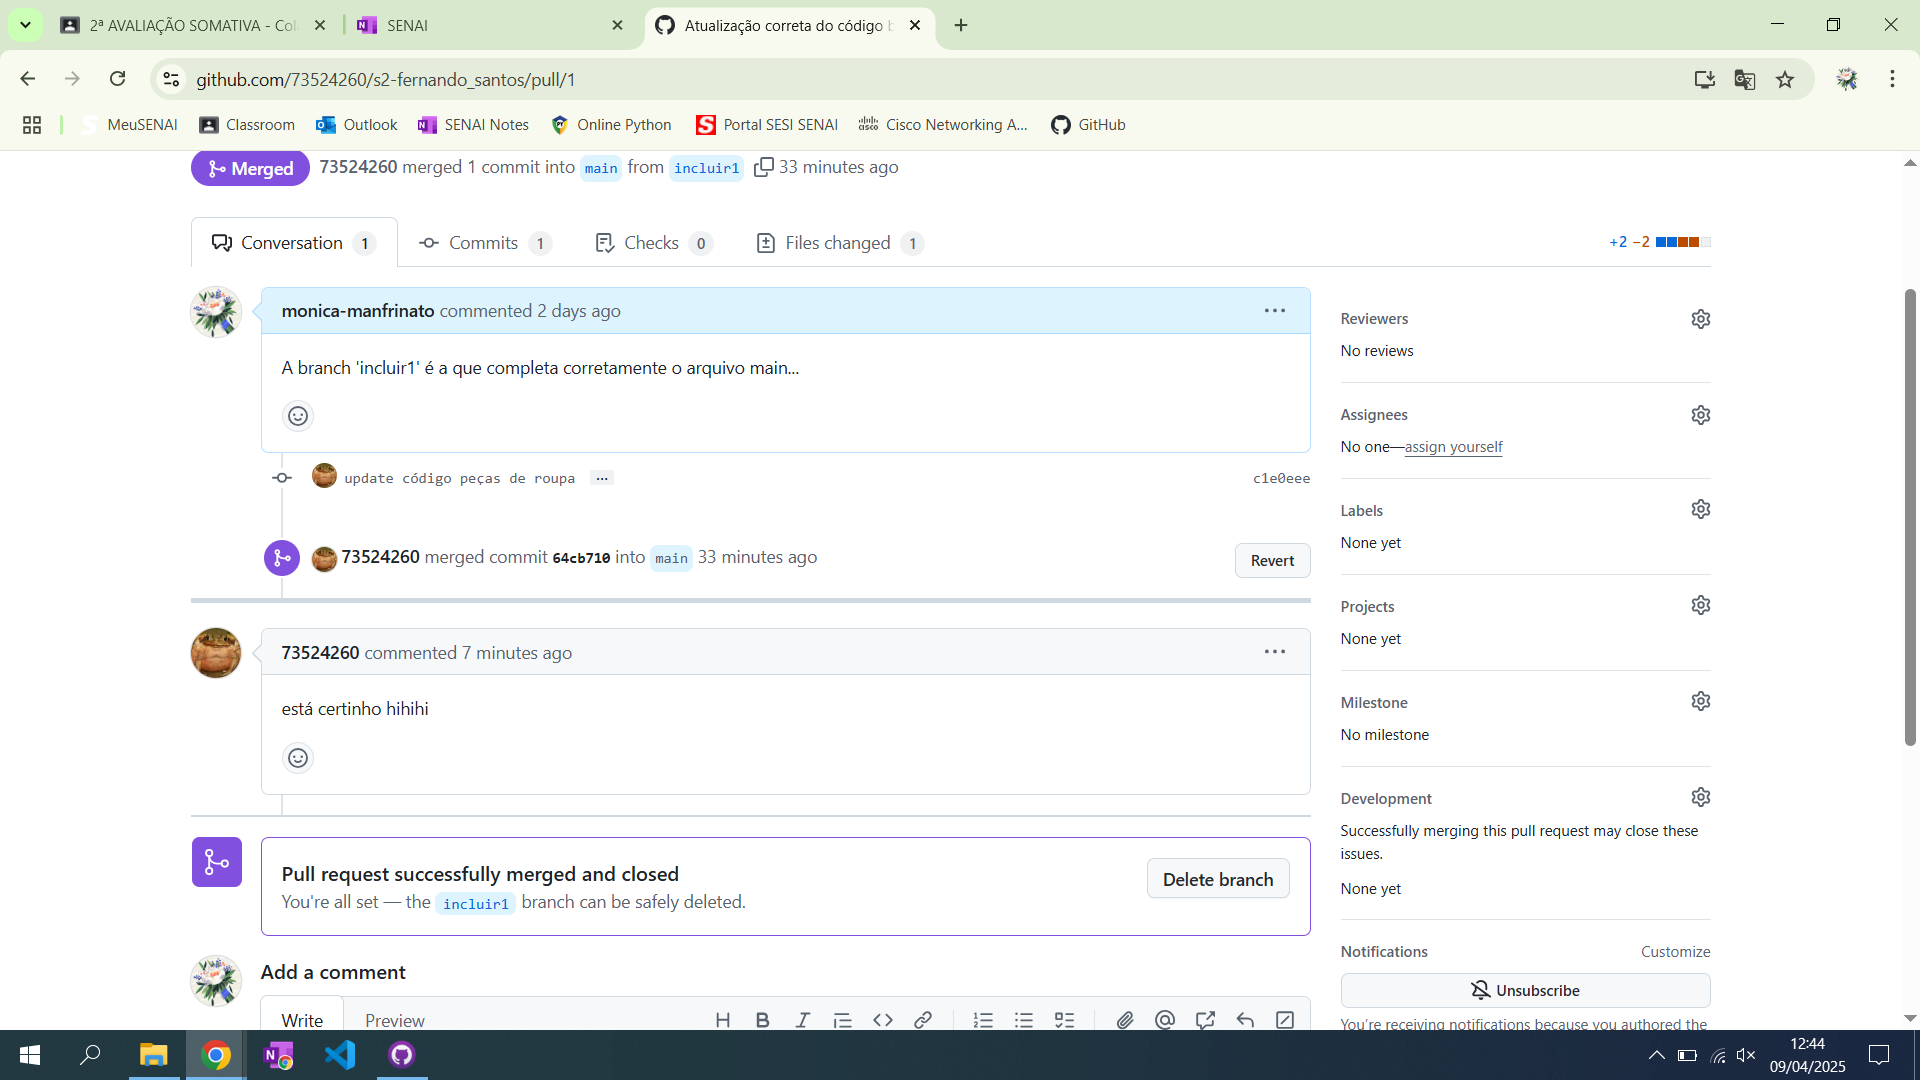 2ª AVALIAÇÃO SOMATIVA - Col
SENAI
Atualização correta do código b
github.com/73524260/s2-fernando_santos/pull/1
MeuSENAI
Classroom
Outlook
SENAI Notes
Online Python
Portal SESI SENAI
Cisco Networking A...
GitHub
Merged 73524260 merged 1 commit into main from incluir1 33 minutes ago
Conversation 1
Commits 1
Checks 0
Files changed 1
+2 −2
monica-manfrinato commented 2 days ago
A branch 'incluir1' é a que completa corretamente o arquivo main...
update código peças de roupa ... c1e0eee
73524260 merged commit 64cb710 into main 33 minutes ago
Revert
73524260 commented 7 minutes ago
está certinho hihihi
Pull request successfully merged and closed
You're all set — the incluir1 branch can be safely deleted.
Delete branch
Add a comment
Write
Preview
Reviewers
No reviews
Assignees
No one—assign yourself
Labels
None yet
Projects
None yet
Milestone
No milestone
Development
Successfully merging this pull request may close these
issues.
None yet
Notifications
Customize
Unsubscribe
You're receiving notifications because you authored the
12:44
09/04/2025